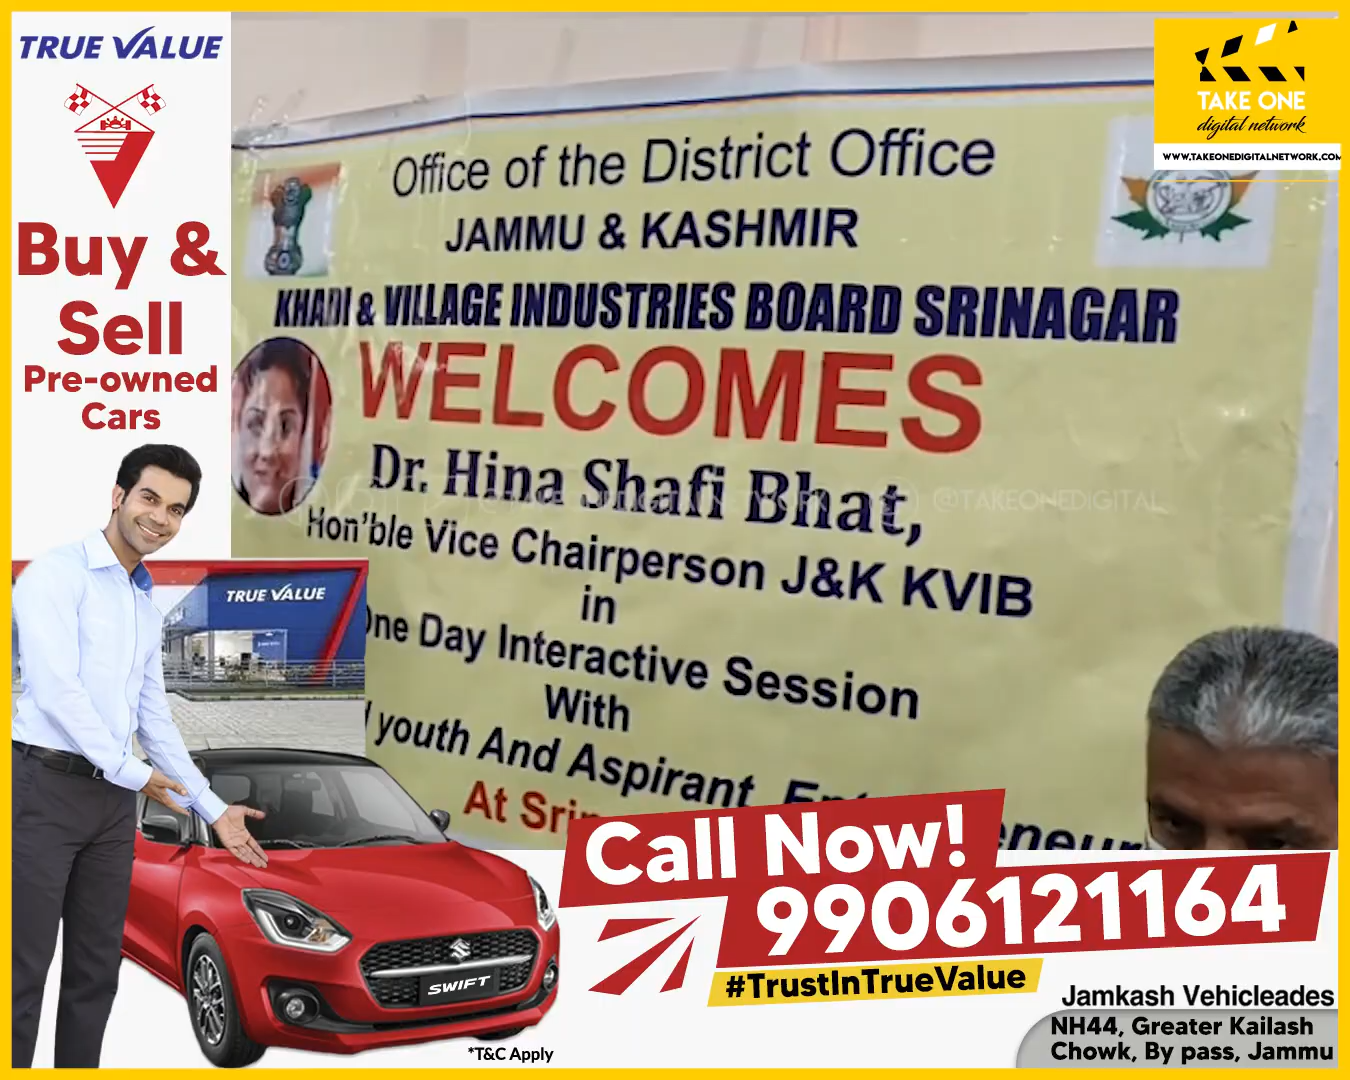 TRUE VALUE
Buy &
Sell
Pre-owned
Cars
TRUE VALUE
SWIFT
*T&C Apply
TAKE ONE
digital network
WWW.TAKEONEDIGITALNETWORK.COM
Office of the District Office
JAMMU & KASHMIR
KHADI & VILLAGE INDUSTRIES BOARD SRINAGAR
WELCOMES
Dr. Hina Shafi Bhat,
@TAKEONEDIGITALNETWORK @TAKEONEDIGITAL
Hon'ble Vice Chairperson J&K KVIB
in
One Day Interactive Session
With
youth And Aspirant
At
Call Now!
9906121164
#TrustInTrueValue
Jamkash Vehicleades
NH44, Greater Kailash
Chowk, By pass, Jammu